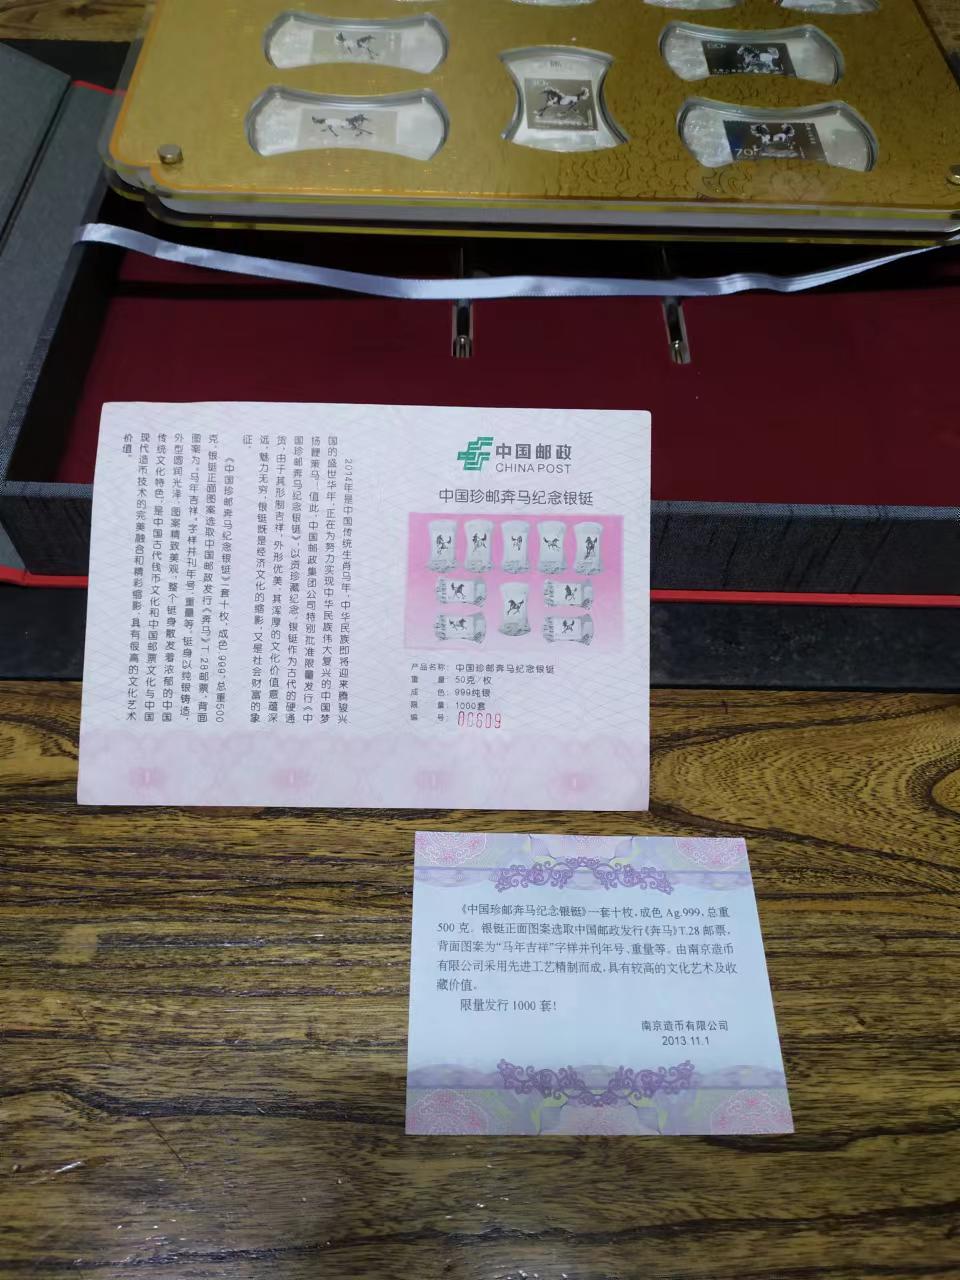 70分
中国邮政
CHINA POST
中国珍邮奔马纪念银铤
产品名称：中国珍邮奔马纪念银铤
重　　量：50克/枚
成　　色：999纯银
限　　量：1000套
编　　号：00609
2014年是中国传统生肖马年，中华民族即将迎来腾骏兴
国的盛世华年，正在为努力实现中华民族伟大复兴的中国梦
扬鞭策马！值此，中国邮政集团公司特别批准限量发行《中
国珍邮奔马纪念银铤》，以资珍藏纪念。银铤作为古代的硬通
货，由于其形制吉祥，外形优美，其浑厚的文化价值意蕴深
远，魅力无穷，银铤既是经济文化的缩影，又是社会财富的象
征。
《中国珍邮奔马纪念银铤》一套十枚，成色.999，总重500
克。银铤正面图案选取中国邮政发行《奔马》T.28邮票，背面
图案为“马年吉祥”字样并刊年号、重量等，铤身以纯银铸造，
外型圆润光泽，图案精致美观，整个铤身散发着浓郁的中国
传统文化特色，是中国古代钱币文化和中国邮票文化与中国
现代造币技术的完美融合和精彩缩影，具有很高的文化艺术
价值。
《中国珍邮奔马纪念银铤》一套十枚，成色 Ag.999，总重
500 克。银铤正面图案选取中国邮政发行《奔马》T.28 邮票，
背面图案为“马年吉祥”字样并刊年号、重量等。由南京造币
有限公司采用先进工艺精制而成，具有较高的文化艺术及收
藏价值。
限量发行 1000 套！
南京造币有限公司
2013.11.1